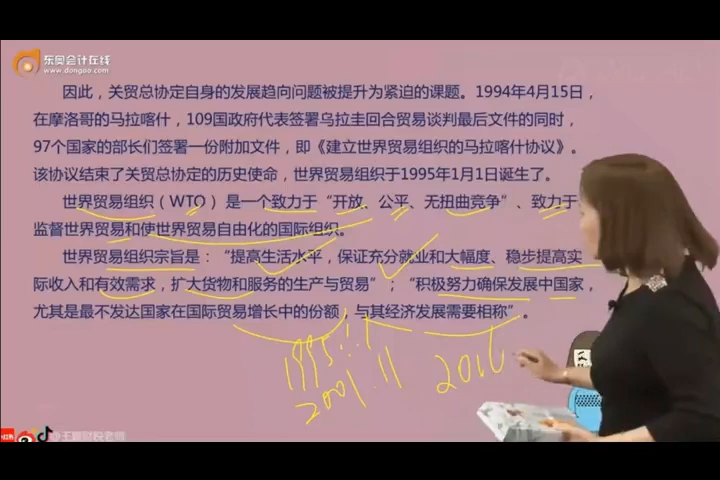 东奥会计在线
www.dongao.com
因此，关贸总协定自身的发展趋向问题被提升为紧迫的课题。1994年4月15日，
在摩洛哥的马拉喀什，109国政府代表签署乌拉圭回合贸易谈判最后文件的同时，
97个国家的部长们签署一份附加文件，即《建立世界贸易组织的马拉喀什协议》。
该协议结束了关贸总协定的历史使命，世界贸易组织于1995年1月1日诞生了。
世界贸易组织（WTO）是一个致力于“开放、公平、无扭曲竞争”、致力于
监督世界贸易和使世界贸易自由化的国际组织。
世界贸易组织宗旨是：“提高生活水平，保证充分就业和大幅度、稳步提高实
际收入和有效需求，扩大货物和服务的生产与贸易”；“积极努力确保发展中国家，
尤其是最不发达国家在国际贸易增长中的份额，与其经济发展需要相称”。
1995.1.1
2001.11 2016